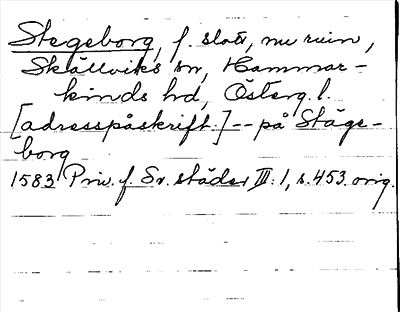 Stegeborg, f. slott, nu ruin,
Skällviks sn, Hammar-
kinds hd, Österg. l.
[adresspåskrift:] -- på Stäge-
borg
1583 Priv. f. Sv. städer III:1, s. 453. orig.